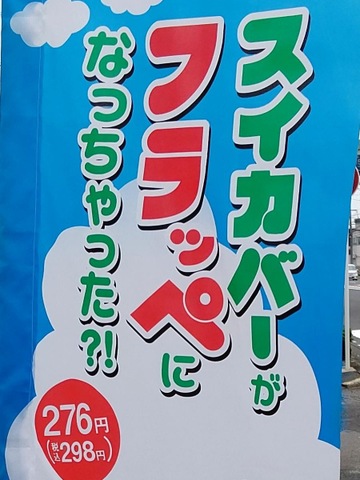 スイカバーが
フラッペに
なっちゃった?!
276円
(税込298円)